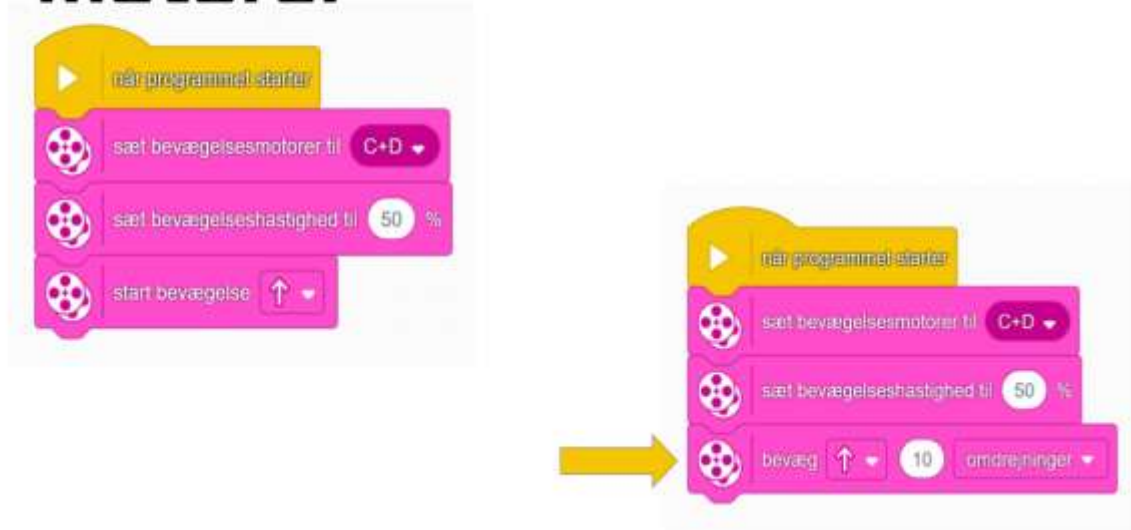 når programmet starter
sæt bevægelsesmotorer til C+D
sæt bevægelseshastighed til 50 %
start bevægelse
når programmet starter
sæt bevægelsesmotorer til C+D
sæt bevægelseshastighed til 50 %
bevæg 10 omdrejninger